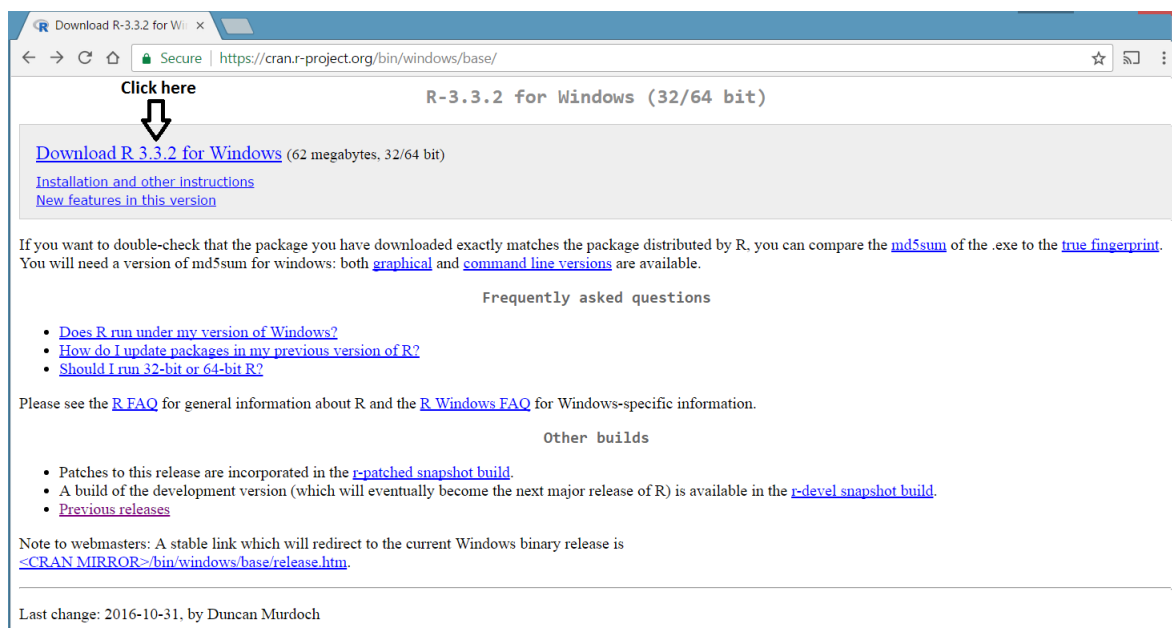 Download R-3.3.2 for Wi
Secure https://cran.r-project.org/bin/windows/base/
Click here
R-3.3.2 for Windows (32/64 bit)
Download R 3.3.2 for Windows (62 megabytes, 32/64 bit)
Installation and other instructions
New features in this version
If you want to double-check that the package you have downloaded exactly matches the package distributed by R, you can compare the md5sum of the .exe to the true fingerprint.
You will need a version of md5sum for windows: both graphical and command line versions are available.
Frequently asked questions
• Does R run under my version of Windows?
• How do I update packages in my previous version of R?
• Should I run 32-bit or 64-bit R?
Please see the R FAQ for general information about R and the R Windows FAQ for Windows-specific information.
Other builds
• Patches to this release are incorporated in the r-patched snapshot build.
• A build of the development version (which will eventually become the next major release of R) is available in the r-devel snapshot build.
• Previous releases
Note to webmasters: A stable link which will redirect to the current Windows binary release is
<CRAN MIRROR>/bin/windows/base/release.htm.
Last change: 2016-10-31, by Duncan Murdoch